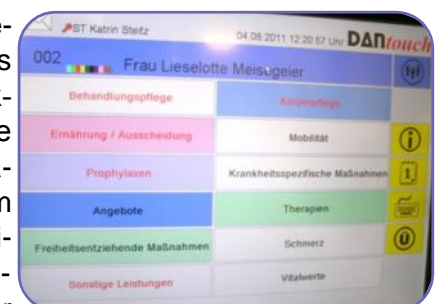 PST Katrin Steitz 04.08.2011 12:20:57 Uhr DANtouch
002 Frau Lieselotte Meisügeier
Behandlungspflege Körperpflege
Ernährung / Ausscheidung Mobilität
Prophylaxen Krankheitsspezifische Maßnahmen
Angebote Therapien
Freiheitsentziehende Maßnahmen Schmerz
Sonstige Leistungen Vitalwerte